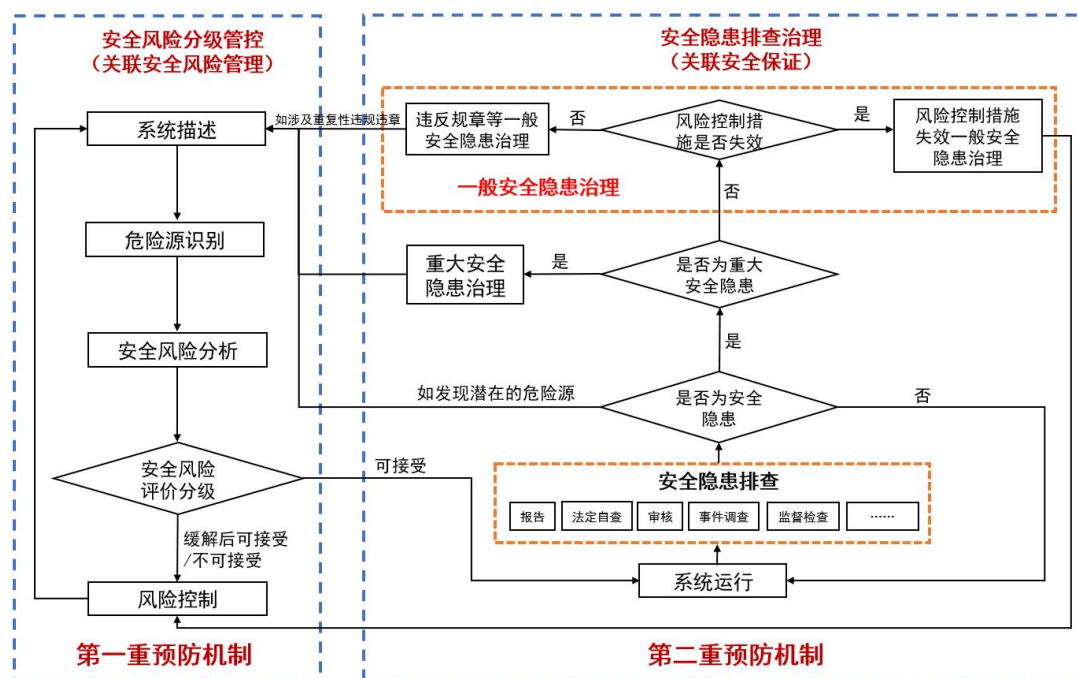 安全风险分级管控
（关联安全风险管理）
系统描述
危险源识别
安全风险分析
安全风险
评价分级
缓解后可接受
/不可接受
风险控制
第一重预防机制
安全隐患排查治理
（关联安全保证）
如涉及重复性违规违章
违反规章等一般
安全隐患治理
否
风险控制措
施是否失效
是
风险控制措施
失效一般安全
隐患治理
一般安全隐患治理
否
重大安全
隐患治理
是
是否为重大
安全隐患
是
如发现潜在的危险源
是否为安全
隐患
否
可接受
安全隐患排查
报告
法定自查
审核
事件调查
监督检查
……
系统运行
第二重预防机制